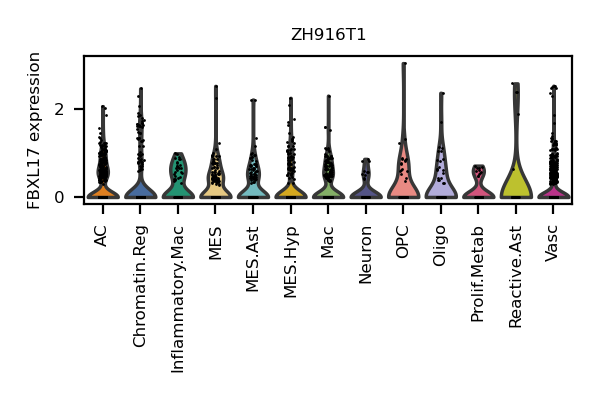 ZH916T1
FBXL17 expression
2
0
AC
Chromatin.Reg
Inflammatory.Mac
MES
MES.Ast
MES.Hyp
Mac
Neuron
OPC
Oligo
Prolif.Metab
Reactive.Ast
Vasc